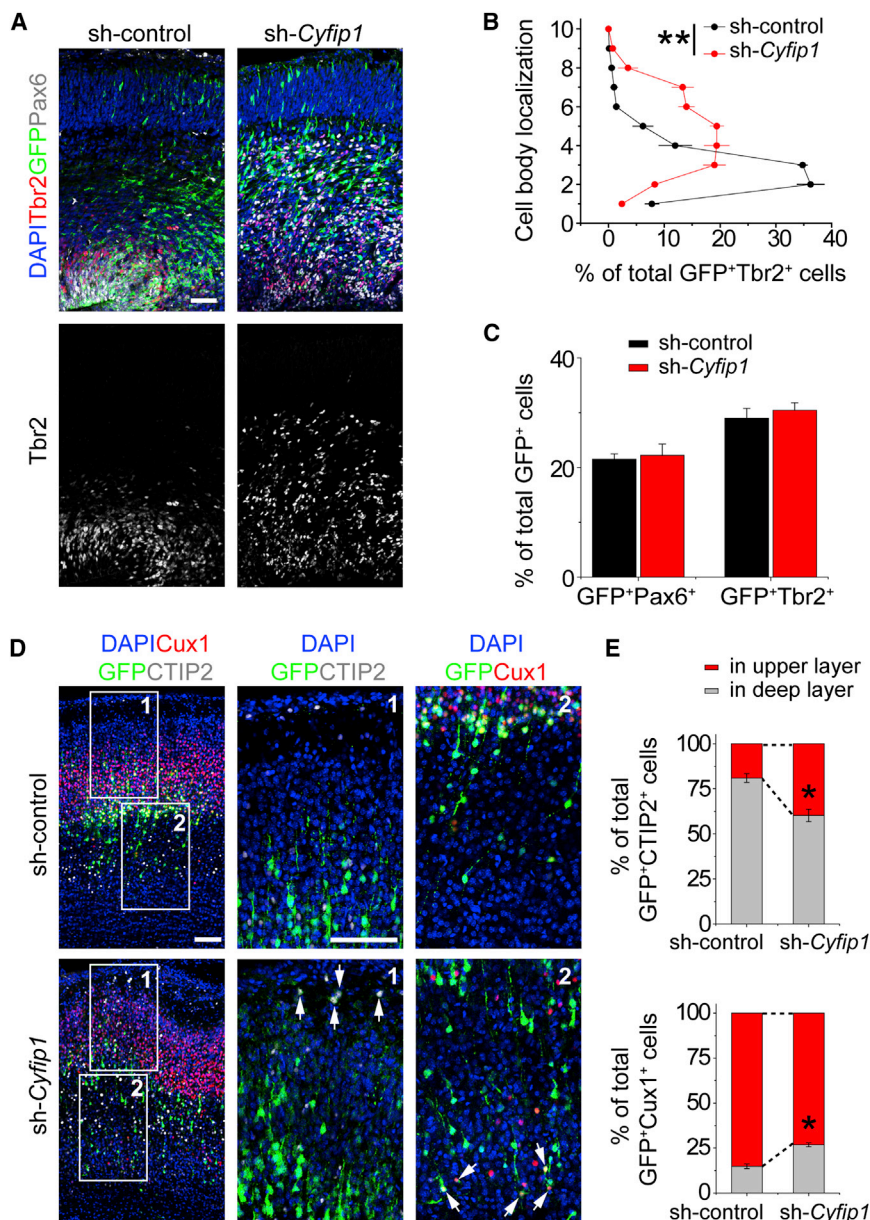 A
sh-control
sh-Cyfip1
DAPITbr2GFPPax6
Tbr2
B
**
sh-control
sh-Cyfip1
Cell body localization
10
8
6
4
2
0
0 10 20 30 40
% of total GFP⁺Tbr2⁺ cells
C
sh-control
sh-Cyfip1
% of total GFP⁺ cells
40
20
0
GFP⁺Pax6⁺ GFP⁺Tbr2⁺
D
DAPICux1
GFPCTIP2
DAPI
GFPCTIP2
DAPI
GFPCux1
sh-control
1
2
1
2
sh-Cyfip1
1
2
1
2
E
in upper layer
in deep layer
% of total
GFP⁺CTIP2⁺ cells
100
75
50
25
0
*
sh-control sh-Cyfip1
% of total
GFP⁺Cux1⁺ cells
100
75
50
25
0
*
sh-control sh-Cyfip1